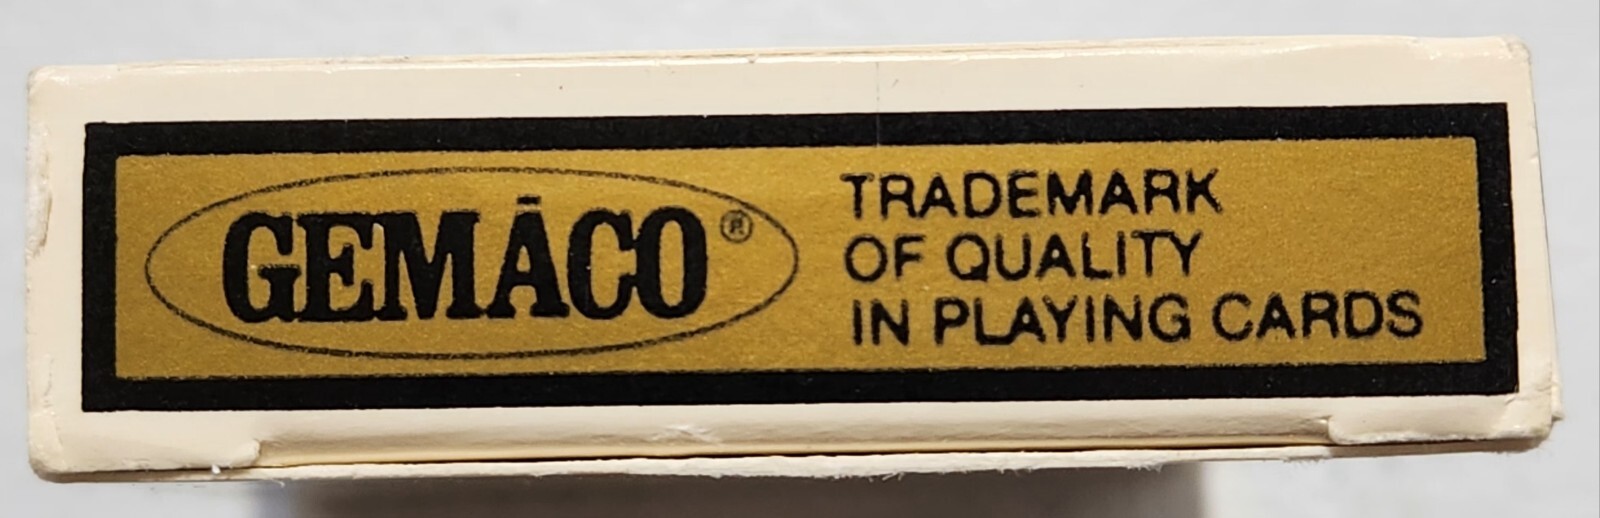 GEMĀCO®
TRADEMARK
OF QUALITY
IN PLAYING CARDS